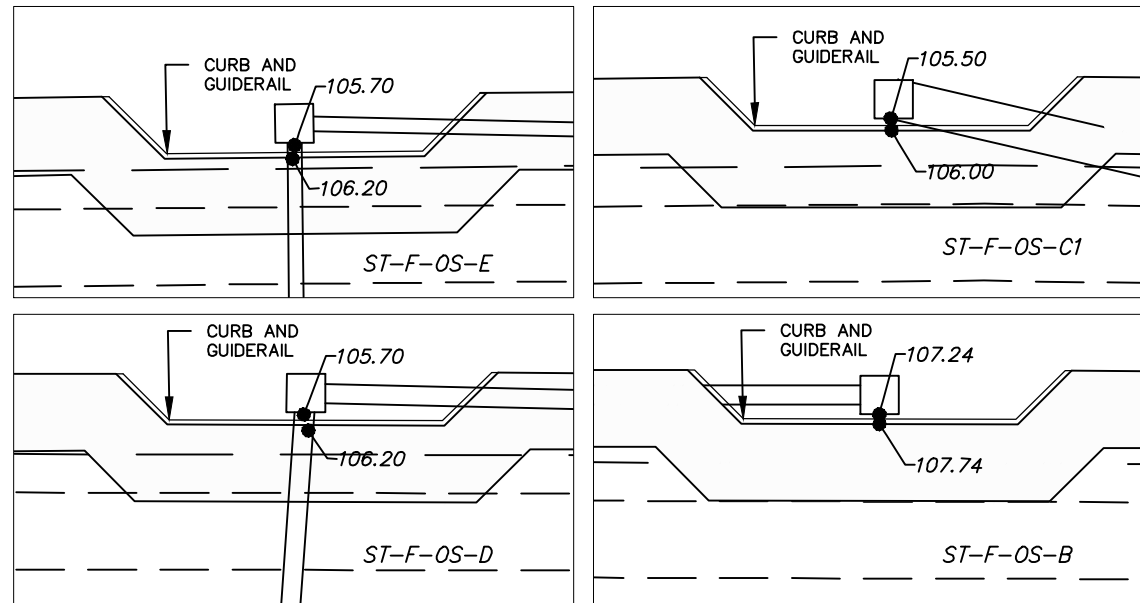 CURB AND
GUIDERAIL
105.70
106.20
ST-F-OS-E
CURB AND
GUIDERAIL
105.50
106.00
ST-F-OS-C1
CURB AND
GUIDERAIL
105.70
106.20
ST-F-OS-D
CURB AND
GUIDERAIL
107.24
107.74
ST-F-OS-B